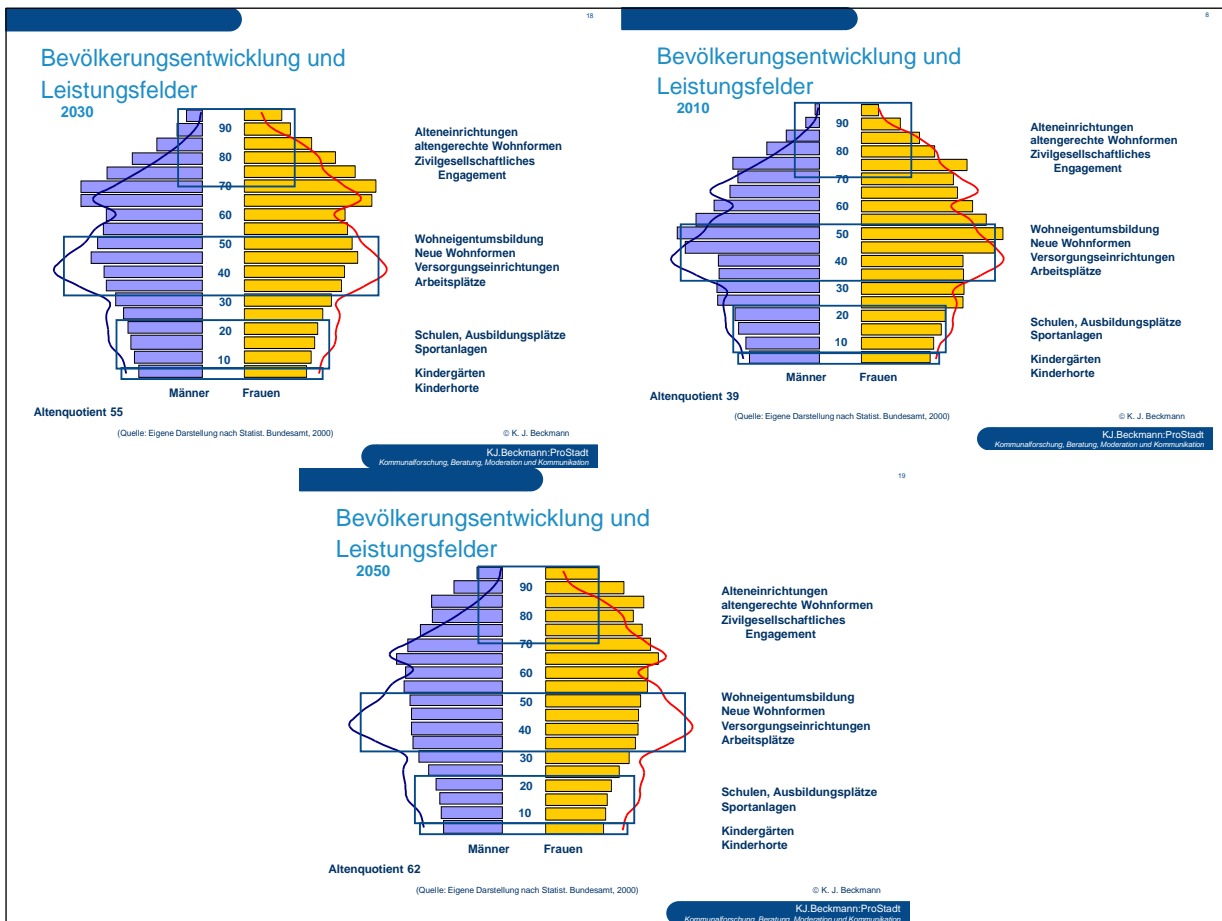 18
Bevölkerungsentwicklung und
Leistungsfelder
2030
90
80
70
60
50
40
30
20
10
Männer Frauen
Alteneinrichtungen
altengerechte Wohnformen
Zivilgesellschaftliches
Engagement
Wohneigentumsbildung
Neue Wohnformen
Versorgungseinrichtungen
Arbeitsplätze
Schulen, Ausbildungsplätze
Sportanlagen
Kindergärten
Kinderhorte
Altenquotient 55
(Quelle: Eigene Darstellung nach Statist. Bundesamt, 2000)
© K. J. Beckmann
KJ.Beckmann:ProStadt
Kommunalforschung, Beratung, Moderation und Kommunikation
8
Bevölkerungsentwicklung und
Leistungsfelder
2010
90
80
70
60
50
40
30
20
10
Männer Frauen
Alteneinrichtungen
altengerechte Wohnformen
Zivilgesellschaftliches
Engagement
Wohneigentumsbildung
Neue Wohnformen
Versorgungseinrichtungen
Arbeitsplätze
Schulen, Ausbildungsplätze
Sportanlagen
Kindergärten
Kinderhorte
Altenquotient 39
(Quelle: Eigene Darstellung nach Statist. Bundesamt, 2000)
© K. J. Beckmann
KJ.Beckmann:ProStadt
Kommunalforschung, Beratung, Moderation und Kommunikation
19
Bevölkerungsentwicklung und
Leistungsfelder
2050
90
80
70
60
50
40
30
20
10
Männer Frauen
Alteneinrichtungen
altengerechte Wohnformen
Zivilgesellschaftliches
Engagement
Wohneigentumsbildung
Neue Wohnformen
Versorgungseinrichtungen
Arbeitsplätze
Schulen, Ausbildungsplätze
Sportanlagen
Kindergärten
Kinderhorte
Altenquotient 62
(Quelle: Eigene Darstellung nach Statist. Bundesamt, 2000)
© K. J. Beckmann
KJ.Beckmann:ProStadt
Kommunalforschung, Beratung, Moderation und Kommunikation